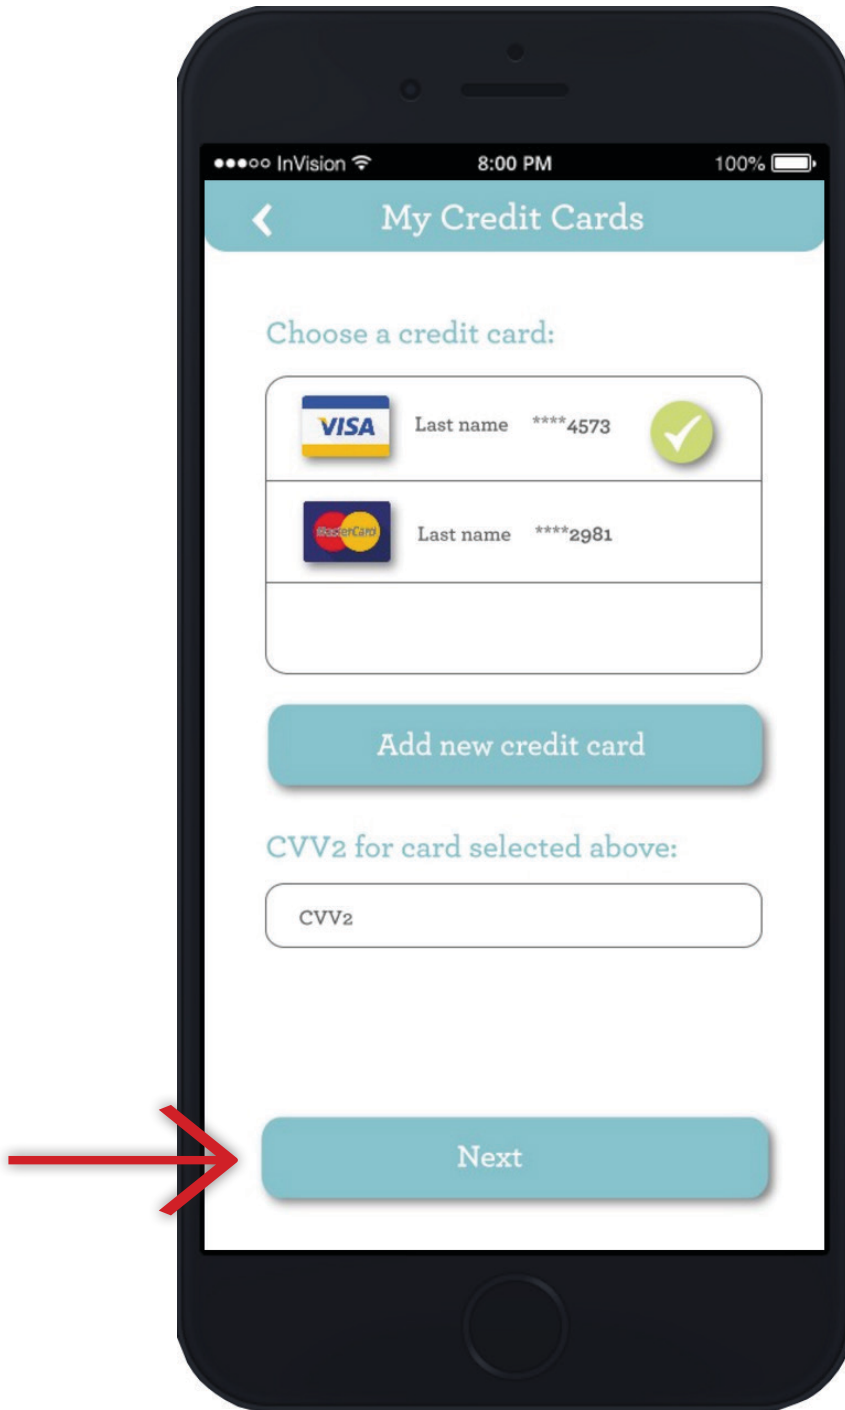 ●●●○○ InVision 8:00 PM 100%
My Credit Cards
Choose a credit card:
VISA Last name ****4573
MasterCard Last name ****2981
Add new credit card
CVV2 for card selected above:
CVV2
Next